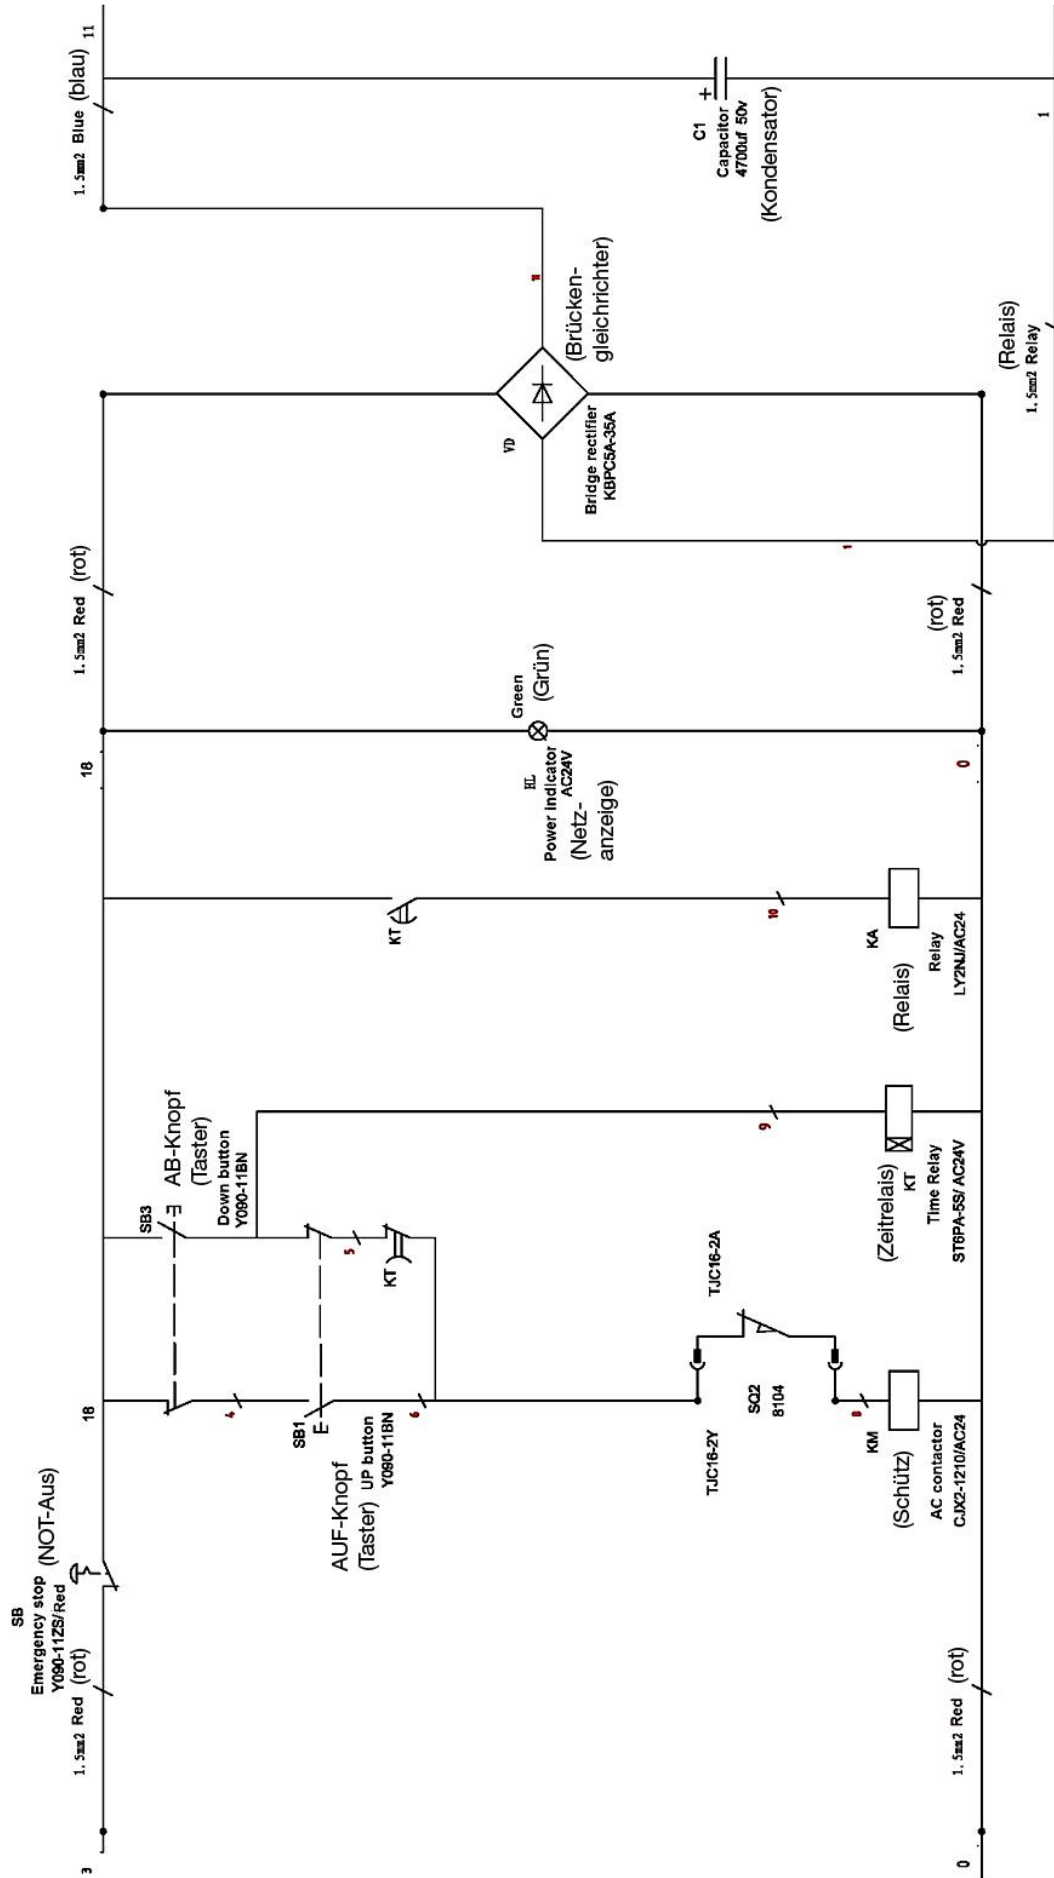 3
1.5mm2 Red (rot)
SB
Emergency stop (NOT-Aus)
Y090-11ZS/Red
18
SB3
AB-Knopf
(Taster)
Down button
Y090-11BN
4
SB1
AUF-Knopf
(Taster) UP button
Y090-11BN
5
KT
6
TJC16-2Y
TJC16-2A
SQ2
8104
8
KM
(Schütz)
AC contactor
CJX2-1210/AC24
9
(Zeitrelais)
KT
Time Relay
ST6PA-5S/ AC24V
KT
10
KA
(Relais)
Relay
LY2NJ/AC24
18
1.5mm2 Red (rot)
Green
(Grün)
HL
Power indicator
AC24V
(Netz-
anzeige)
0
1.5mm2 Red (rot)
0
(rot)
1.5mm2 Red
VD
(Brücken-
gleichrichter)
Bridge rectifier
KBPC5A-35A
11
1
1.5mm2 Blue (blau)
11
C1
Capacitor
4700uf 50v
(Kondensator)
+
(Relais)
1.5mm2 Relay
1